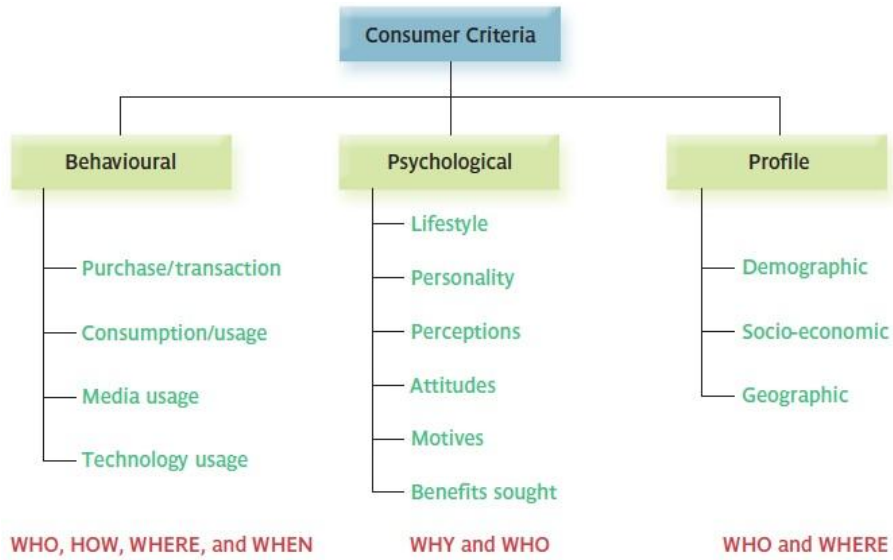 Consumer Criteria
Behavioural
Psychological
Profile
Purchase/transaction
Consumption/usage
Media usage
Technology usage
Lifestyle
Personality
Perceptions
Attitudes
Motives
Benefits sought
Demographic
Socio-economic
Geographic
WHO, HOW, WHERE, and WHEN
WHY and WHO
WHO and WHERE